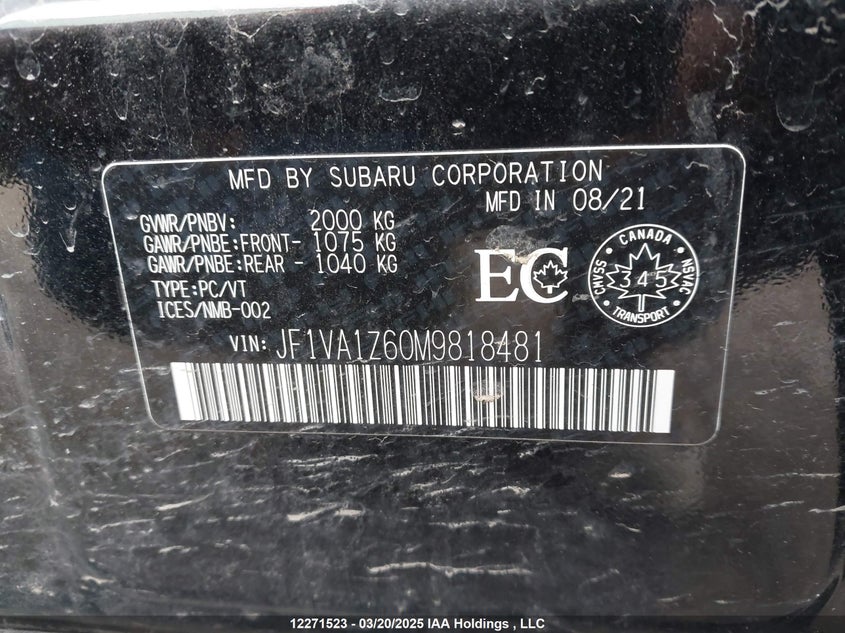 MFD BY SUBARU CORPORATION
MFD IN 08/21
GVWR/PNBV: 2000 KG
GAWR/PNBE:FRONT- 1075 KG
GAWR/PNBE:REAR - 1040 KG
TYPE:PC/VT
ICES/NMB-002
EC
CANADA
CMVSS 345 NSVAC
TRANSPORT
VIN: JF1VA1Z60M9818481
12271523 - 03/20/2025 IAA Holdings , LLC